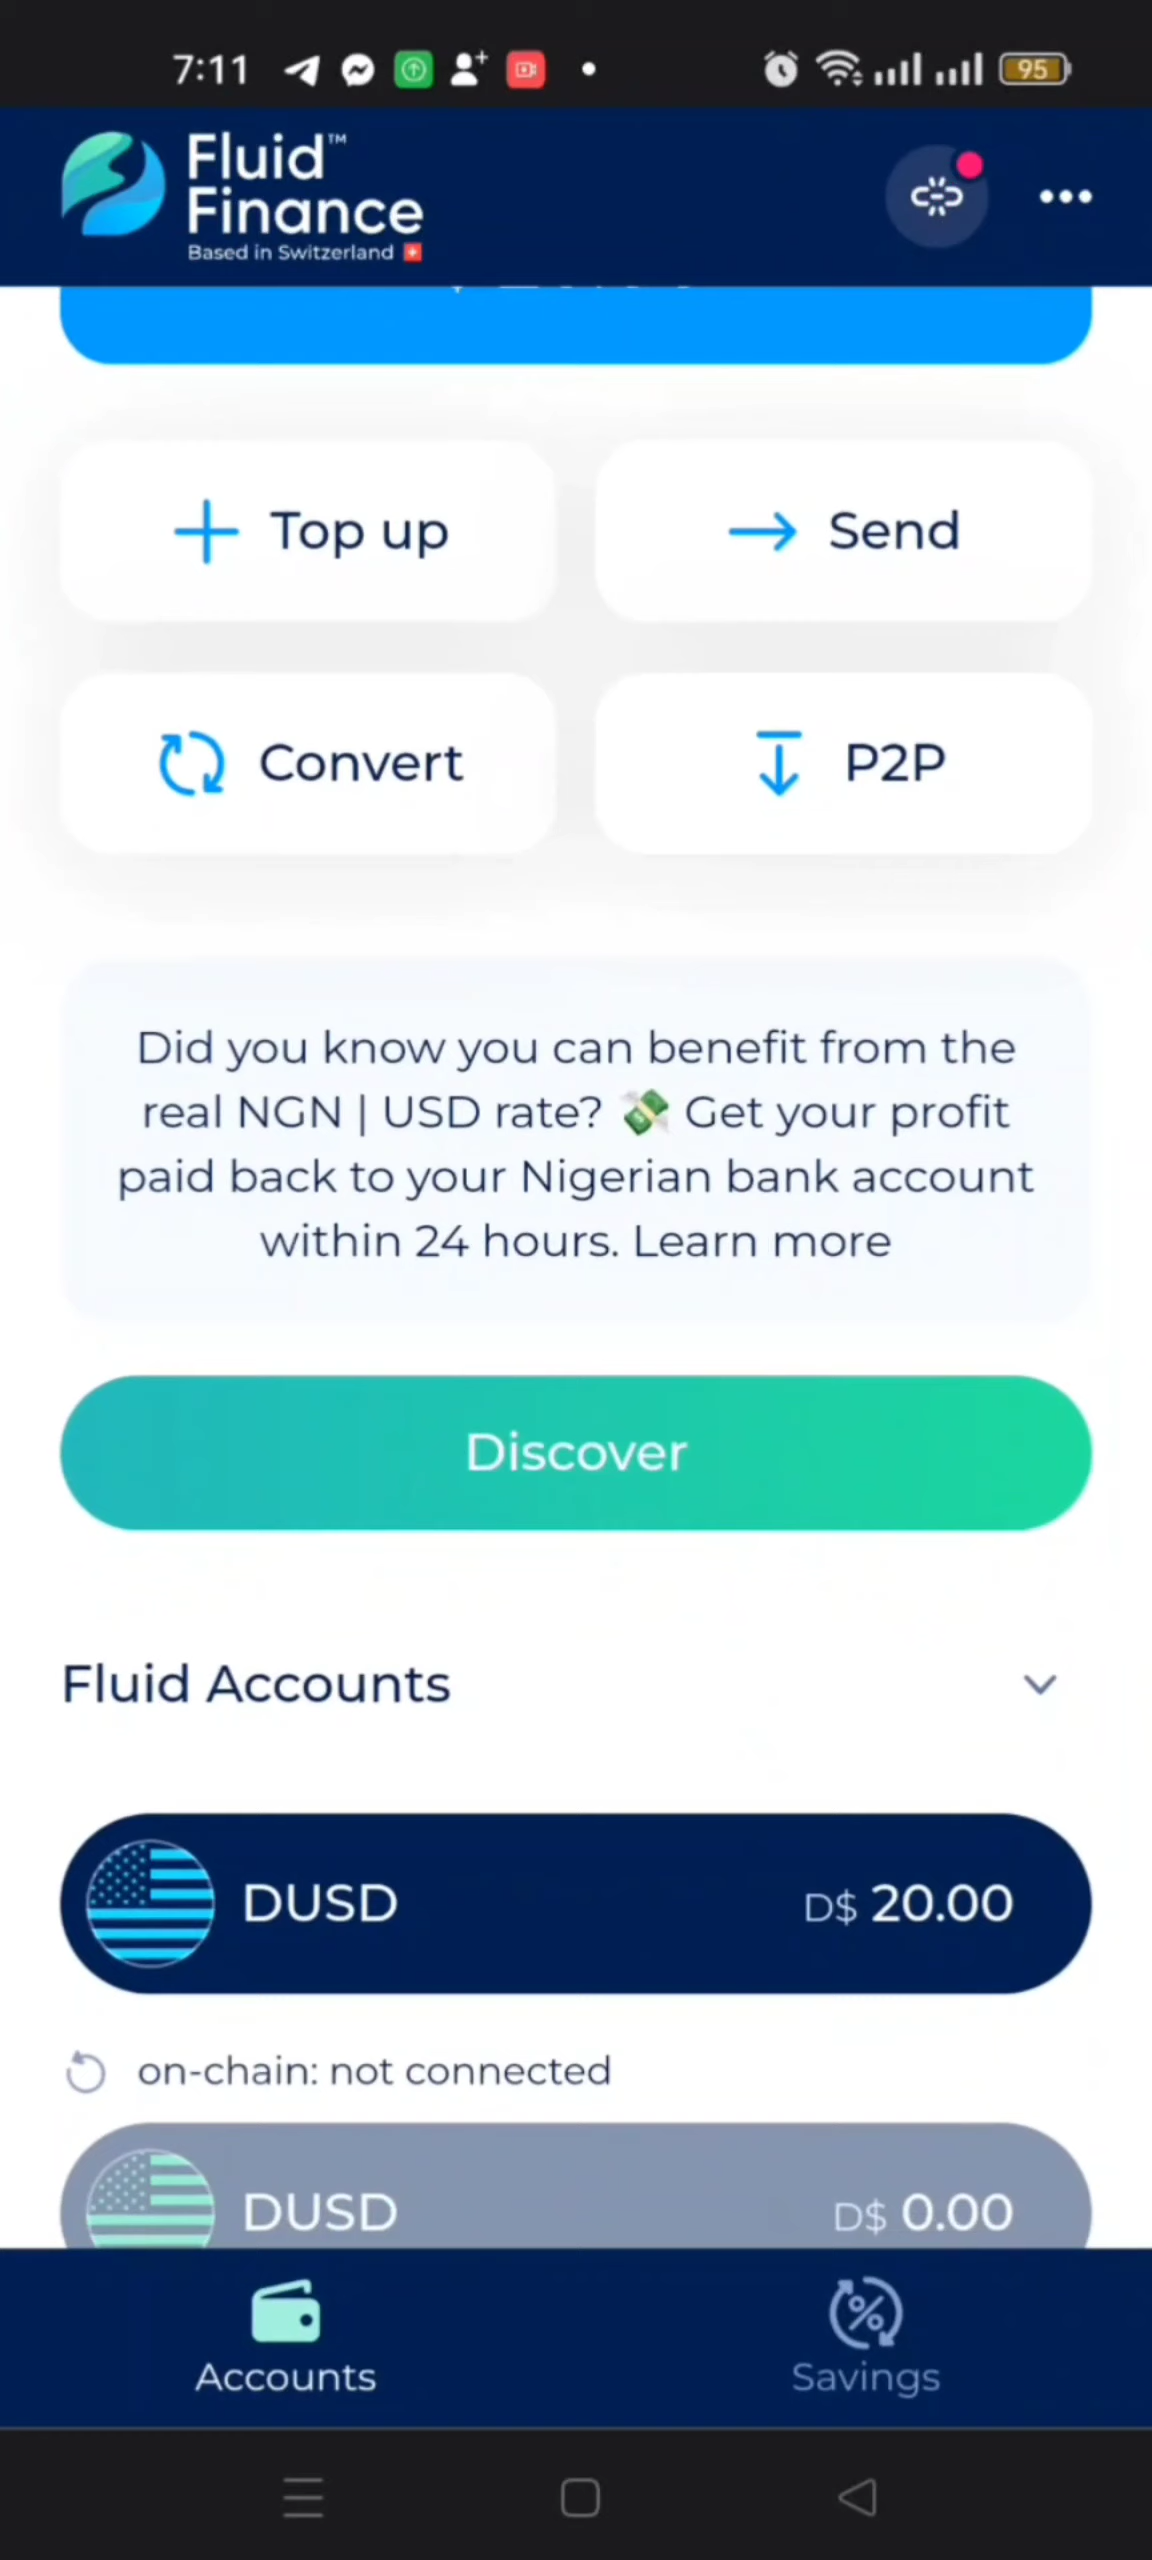 7:11
95
Fluid™
Finance
Based in Switzerland
Top up
Send
Convert
P2P
Did you know you can benefit from the
real NGN | USD rate? 💸 Get your profit
paid back to your Nigerian bank account
within 24 hours. Learn more
Discover
Fluid Accounts
DUSD
D$ 20.00
on-chain: not connected
DUSD
D$ 0.00
Accounts
Savings